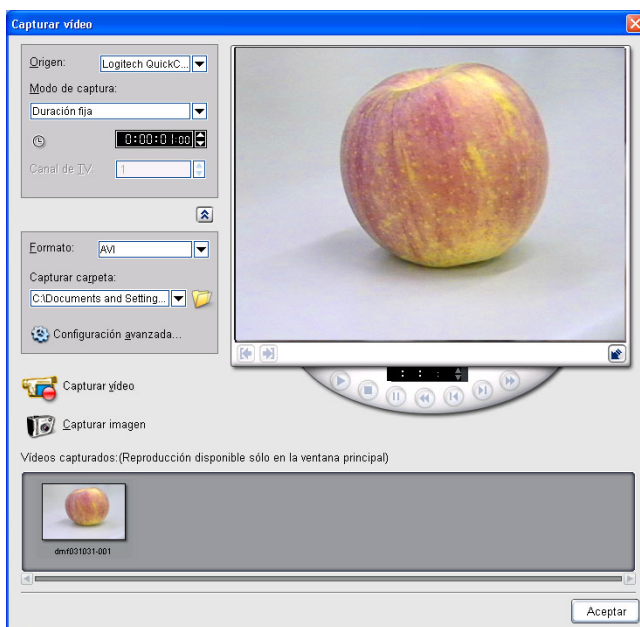 Capturar vídeo
Origen:
Logitech QuickC...
Modo de captura:
Duración fija
0:00:01:00
Canal de TV:
1
Formato:
AVI
Capturar carpeta:
C:\Documents and Setting...
Configuración avanzada...
: : :
Capturar vídeo
Capturar imagen
Vídeos capturados:(Reproducción disponible sólo en la ventana principal)
dmf031031-001
Aceptar